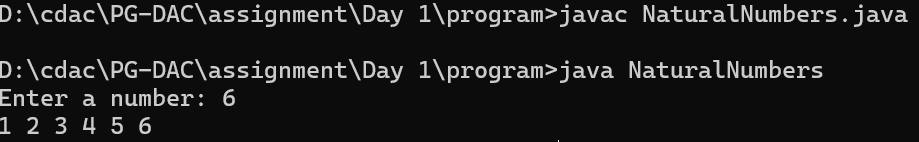 D:\cdac\PG-DAC\assignment\Day 1\program>javac NaturalNumbers.java
D:\cdac\PG-DAC\assignment\Day 1\program>java NaturalNumbers
Enter a number: 6
1 2 3 4 5 6